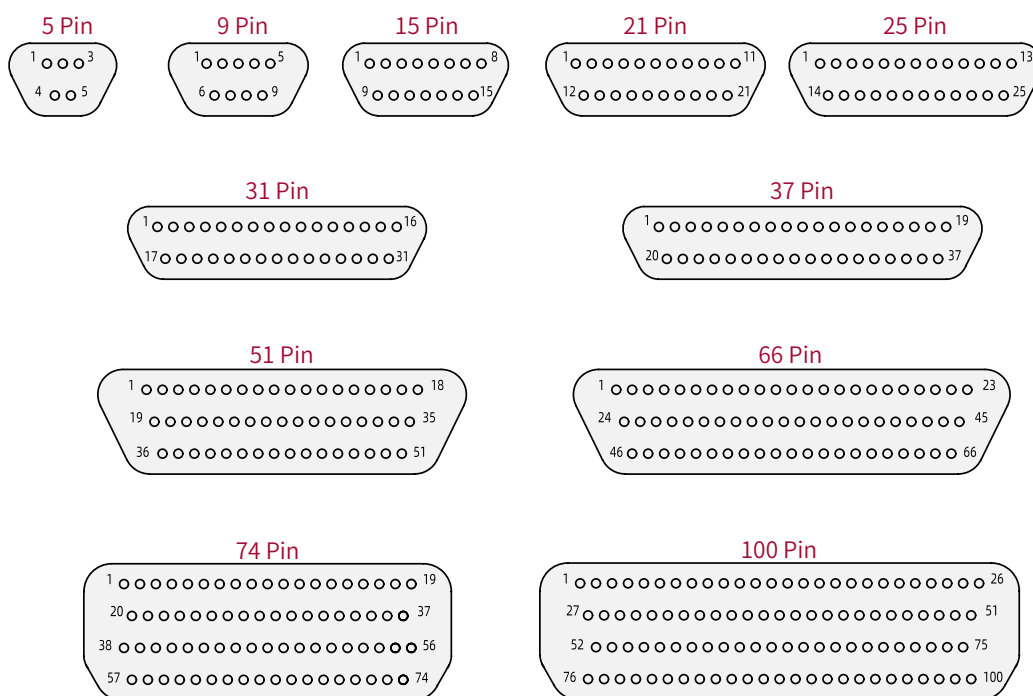 5 Pin 9 Pin 15 Pin 21 Pin 25 Pin
1 3 1 5 1 8 1 11 1 13
4 5 6 9 9 15 12 21 14 25
31 Pin 37 Pin
1 16 1 19
17 31 20 37
51 Pin 66 Pin
1 18 1 23
19 35 24 45
36 51 46 66
74 Pin 100 Pin
1 19 1 26
20 37 27 51
38 56 52 75
57 74 76 100